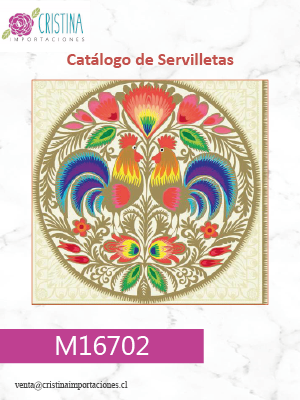 CRISTINA
IMPORTACIONES
Catálogo de Servilletas
M16702
venta@cristinaimportaciones.cl